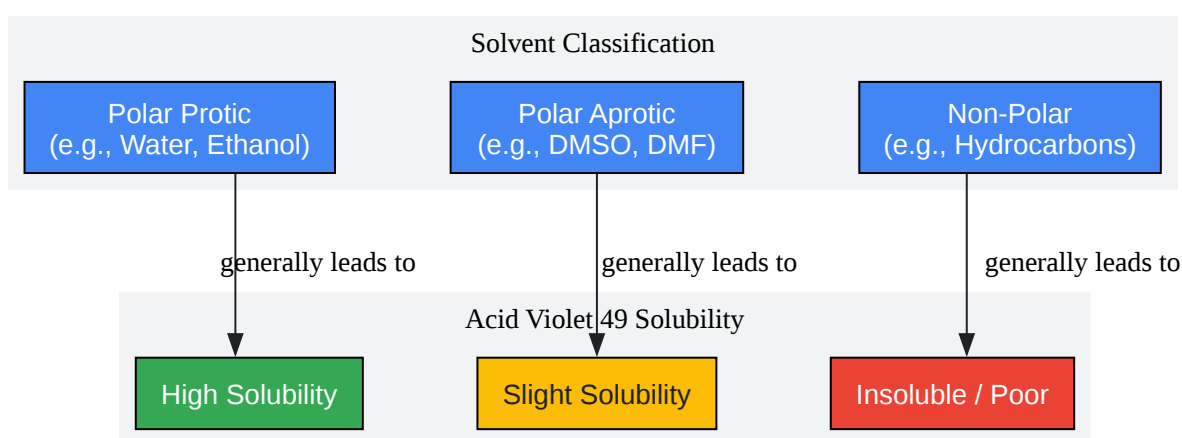 Solvent Classification
Polar Protic
(e.g., Water, Ethanol)
Polar Aprotic
(e.g., DMSO, DMF)
Non-Polar
(e.g., Hydrocarbons)
generally leads to
generally leads to
generally leads to
Acid Violet 49 Solubility
High Solubility
Slight Solubility
Insoluble / Poor